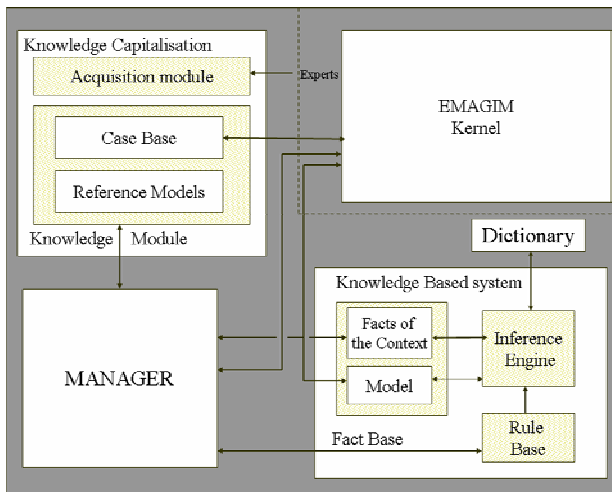 Knowledge Capitalisation
Acquisition module
Experts
Case Base
Reference Models
Knowledge Module
EMAGIM
Kernel
Dictionary
Knowledge Based system
Facts of
the Context
Inference
Engine
Model
MANAGER
Rule
Base
Fact Base